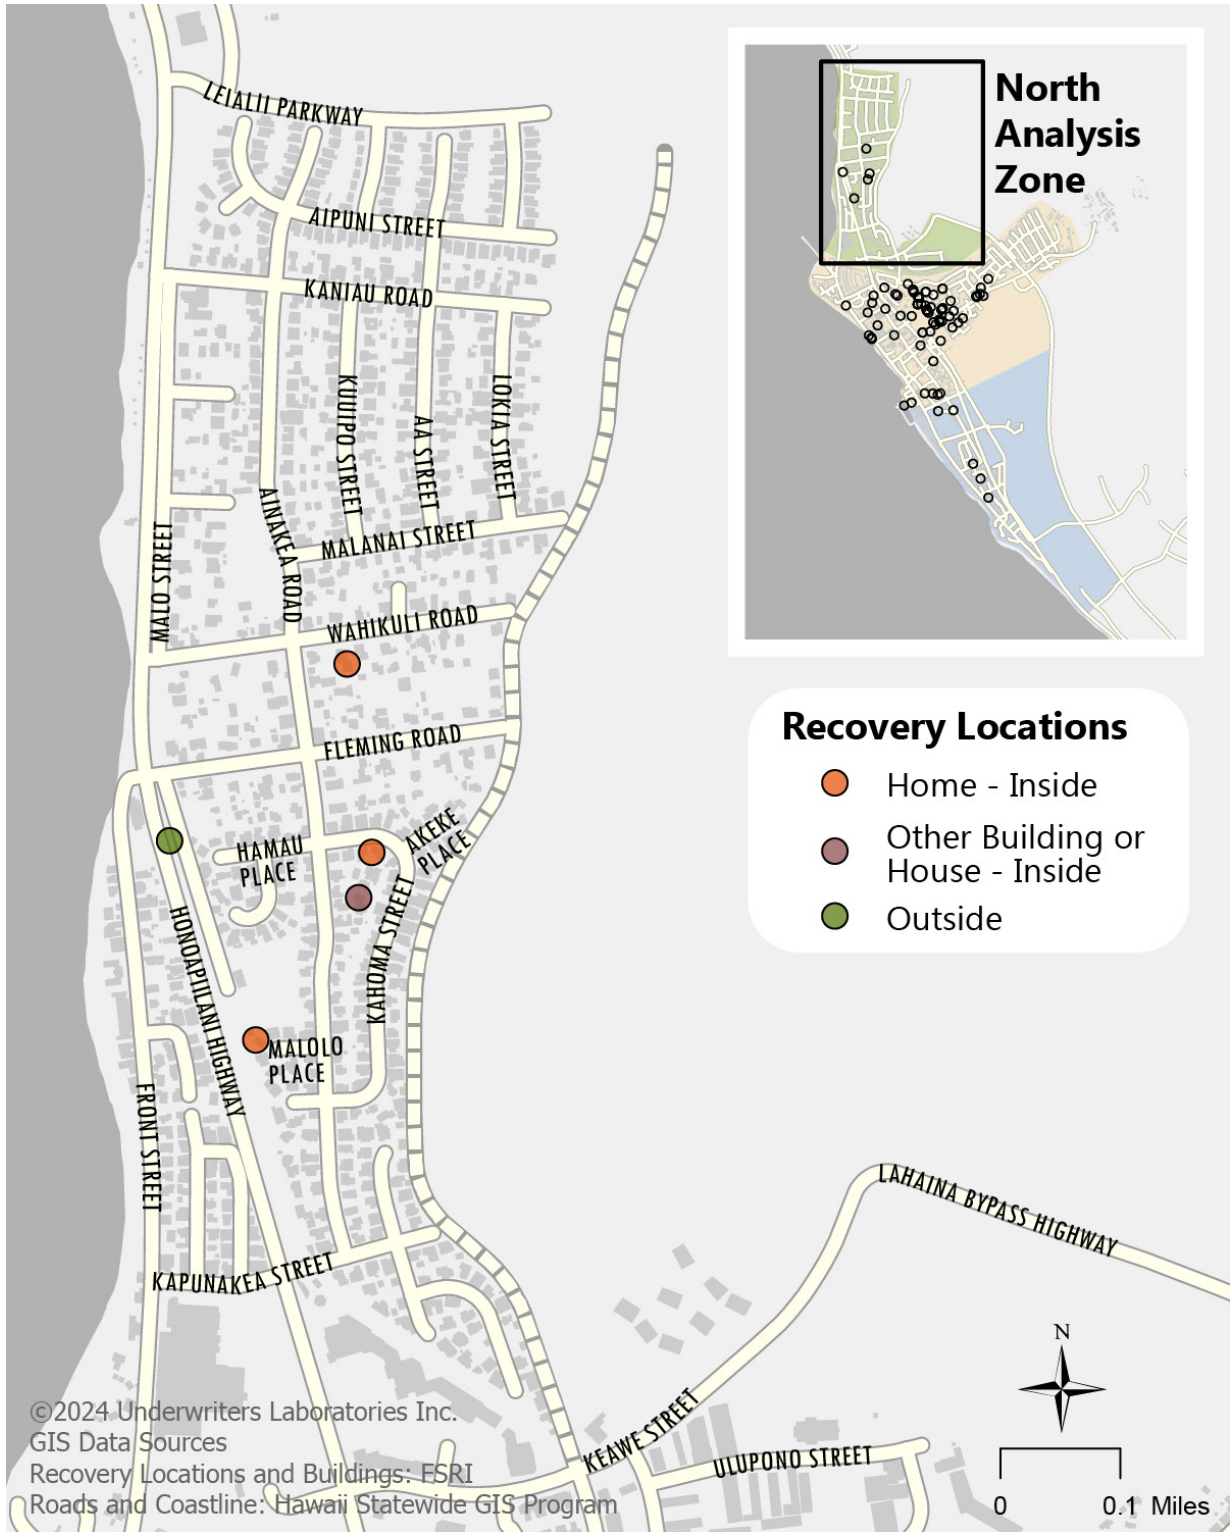 North
Analysis
Zone
LEIALII PARKWAY
AIPUNI STREET
KANIAU ROAD
KUUIPO STREET
AA STREET
LOKIA STREET
AINAKEA ROAD
MALANAI STREET
MALO STREET
WAHIKULI ROAD
FLEMING ROAD
Recovery Locations
Home - Inside
Other Building or
House - Inside
Outside
HAMAU
PLACE
AKEKE
PLACE
KAHOMA STREET
HONOAPIILANI HIGHWAY
MALOLO
PLACE
FRONT STREET
KAPUNAKEA STREET
LAHAINA BYPASS HIGHWAY
N
KEAWE STREET
ULUPONO STREET
0 0.1 Miles
©2024 Underwriters Laboratories Inc.
GIS Data Sources
Recovery Locations and Buildings: FSRI
Roads and Coastline: Hawaii Statewide GIS Program